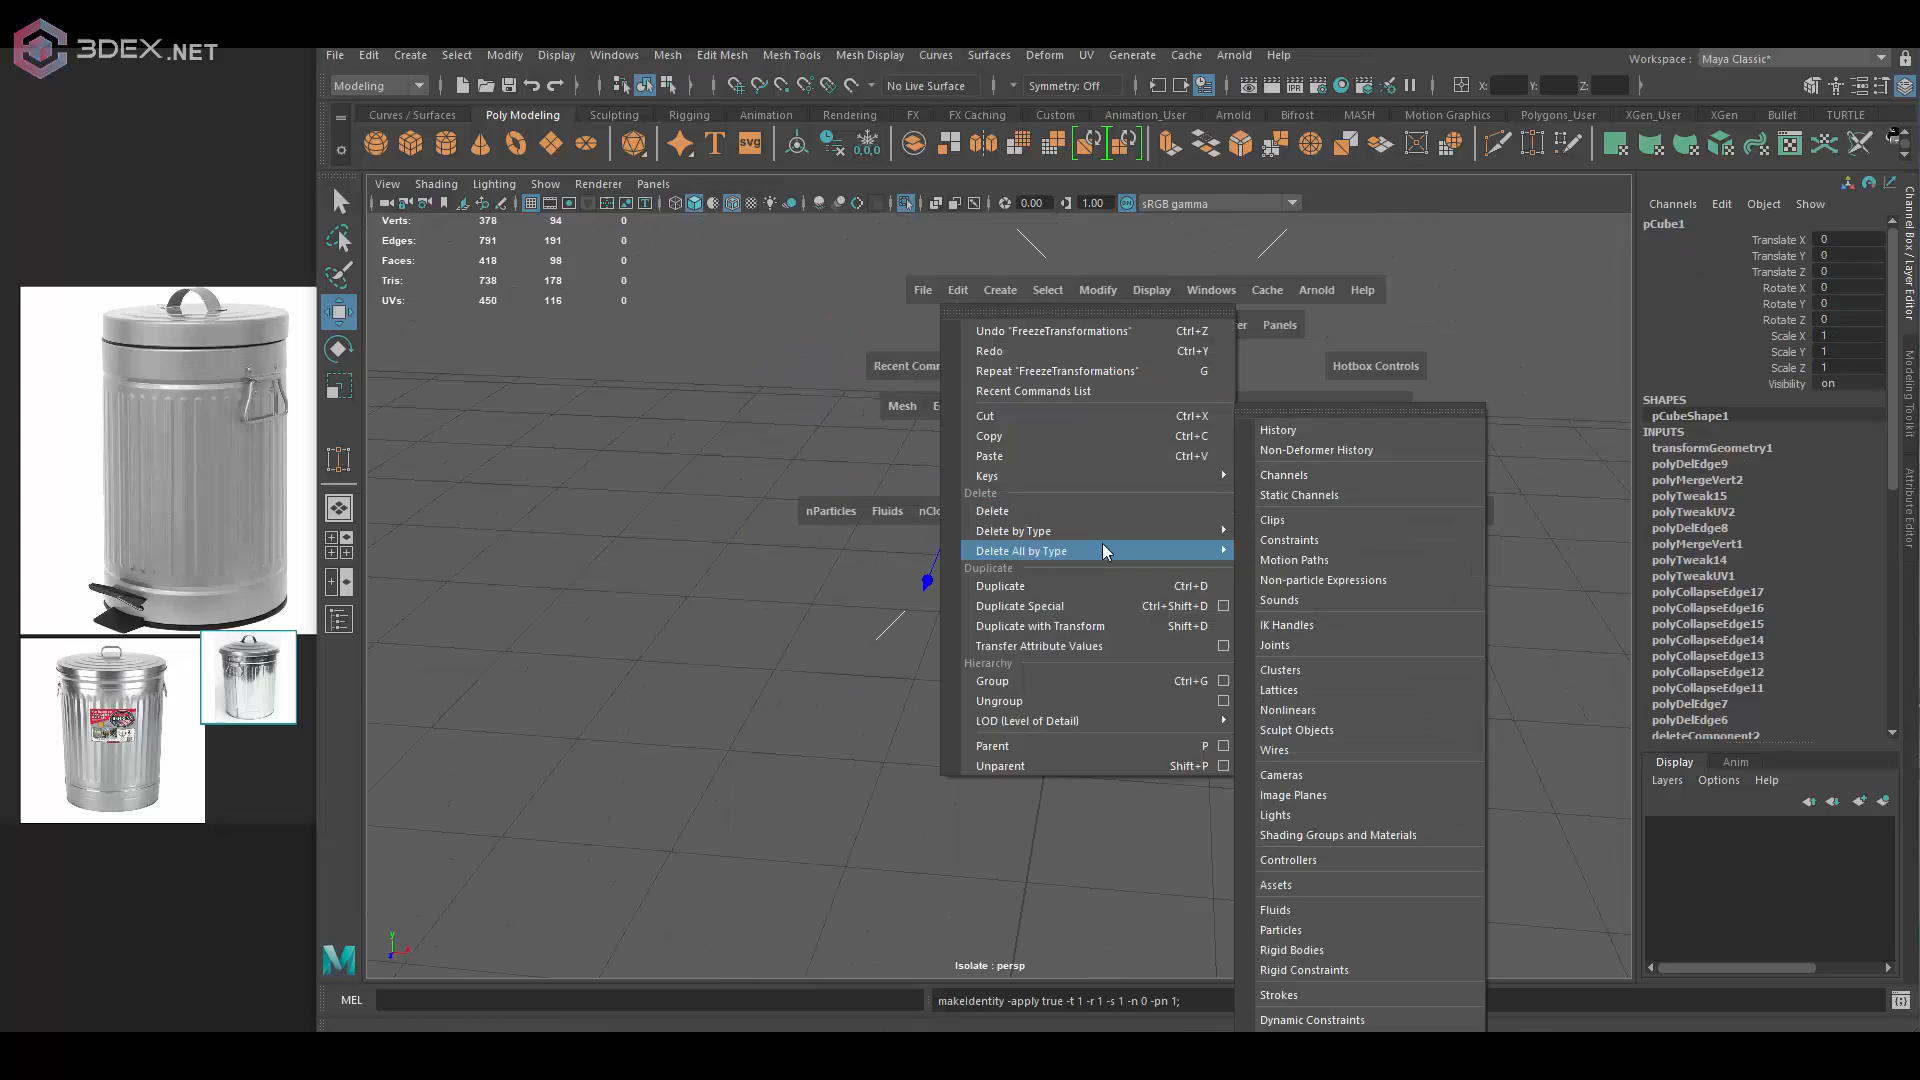 3DEX.NET
File Edit Create Select Modify Display Windows Mesh Edit Mesh Mesh Tools Mesh Display Curves Surfaces Deform UV Generate Cache Arnold Help
Workspace : Maya Classic*
Modeling
No Live Surface
Symmetry: Off
X: Y: Z:
Curves / Surfaces Poly Modeling Sculpting Rigging Animation Rendering FX FX Caching Custom Animation_User Arnold Bifrost MASH Motion Graphics Polygons_User XGen_User XGen Bullet TURTLE
svg
0,0,0
View Shading Lighting Show Renderer Panels
0.00 1.00 sRGB gamma
Verts: 378 94 0
Edges: 791 191 0
Faces: 418 98 0
Tris: 738 178 0
UVs: 450 116 0
File Edit Create Select Modify Display Windows Cache Arnold Help
Panels
Hotbox Controls
Mesh
nParticles Fluids
Undo "FreezeTransformations" Ctrl+Z
Redo Ctrl+Y
Repeat "FreezeTransformations" G
Recent Commands List
Cut Ctrl+X
Copy Ctrl+C
Paste Ctrl+V
Keys
Delete
Delete
Delete by Type
Delete All by Type
Duplicate
Duplicate Ctrl+D
Duplicate Special Ctrl+Shift+D
Duplicate with Transform Shift+D
Transfer Attribute Values
Hierarchy
Group Ctrl+G
Ungroup
LOD (Level of Detail)
Parent P
Unparent Shift+P
History
Non-Deformer History
Channels
Static Channels
Clips
Constraints
Motion Paths
Non-particle Expressions
Sounds
IK Handles
Joints
Clusters
Lattices
Nonlinears
Sculpt Objects
Wires
Cameras
Image Planes
Lights
Shading Groups and Materials
Controllers
Assets
Fluids
Particles
Rigid Bodies
Rigid Constraints
Strokes
Dynamic Constraints
Channels Edit Object Show
pCube1
Translate X 0
Translate Y 0
Translate Z 0
Rotate X 0
Rotate Y 0
Rotate Z 0
Scale X 1
Scale Y 1
Scale Z 1
Visibility on
SHAPES
pCubeShape1
INPUTS
transformGeometry1
polyDelEdge9
polyMergeVert2
polyTweak15
polyTweakUV2
polyDelEdge8
polyMergeVert1
polyTweak14
polyTweakUV1
polyCollapseEdge17
polyCollapseEdge16
polyCollapseEdge15
polyCollapseEdge14
polyCollapseEdge13
polyCollapseEdge12
polyCollapseEdge11
polyDelEdge7
polyDelEdge6
deleteComponent2
Display Anim
Layers Options Help
Channel Box / Layer Editor
Modeling Toolkit
Attribute Editor
y
Isolate : persp
MEL
makeIdentity -apply true -t 1 -r 1 -s 1 -n 0 -pn 1;